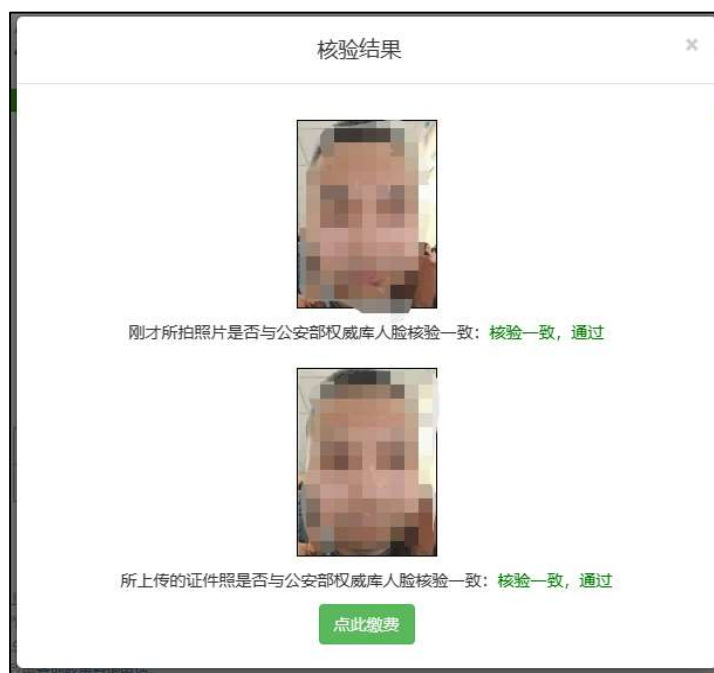 核验结果
×
刚才所拍照片是否与公安部权威库人脸核验一致：核验一致，通过
所上传的证件照是否与公安部权威库人脸核验一致：核验一致，通过
点此缴费